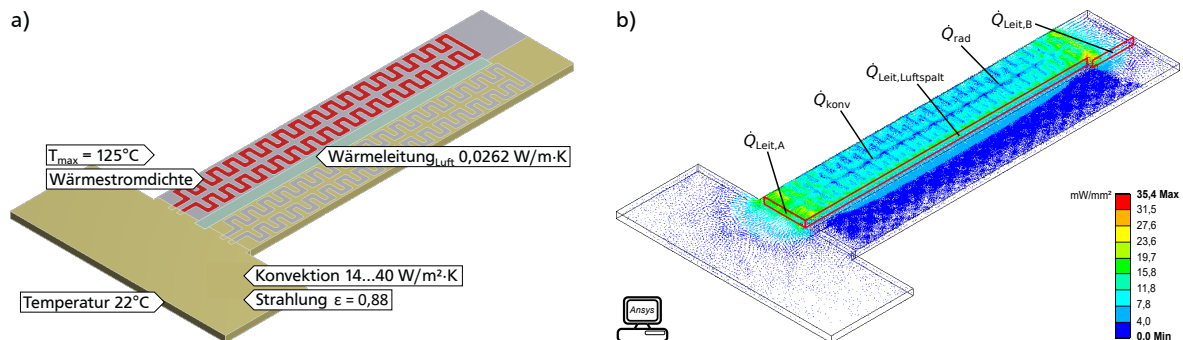 a)
T_max = 125°C
Wärmestromdichte
Wärmeleitung_Luft 0,0262 W/m·K
Konvektion 14...40 W/m²·K
Temperatur 22°C
Strahlung ε = 0,88
b)
Q̇_Leit,B
Q̇_rad
Q̇_Leit,Luftspalt
Q̇_konv
Q̇_Leit,A
mW/mm²
35,4 Max
31,5
27,6
23,6
19,7
15,8
11,8
7,8
4,0
0,0 Min
Ansys